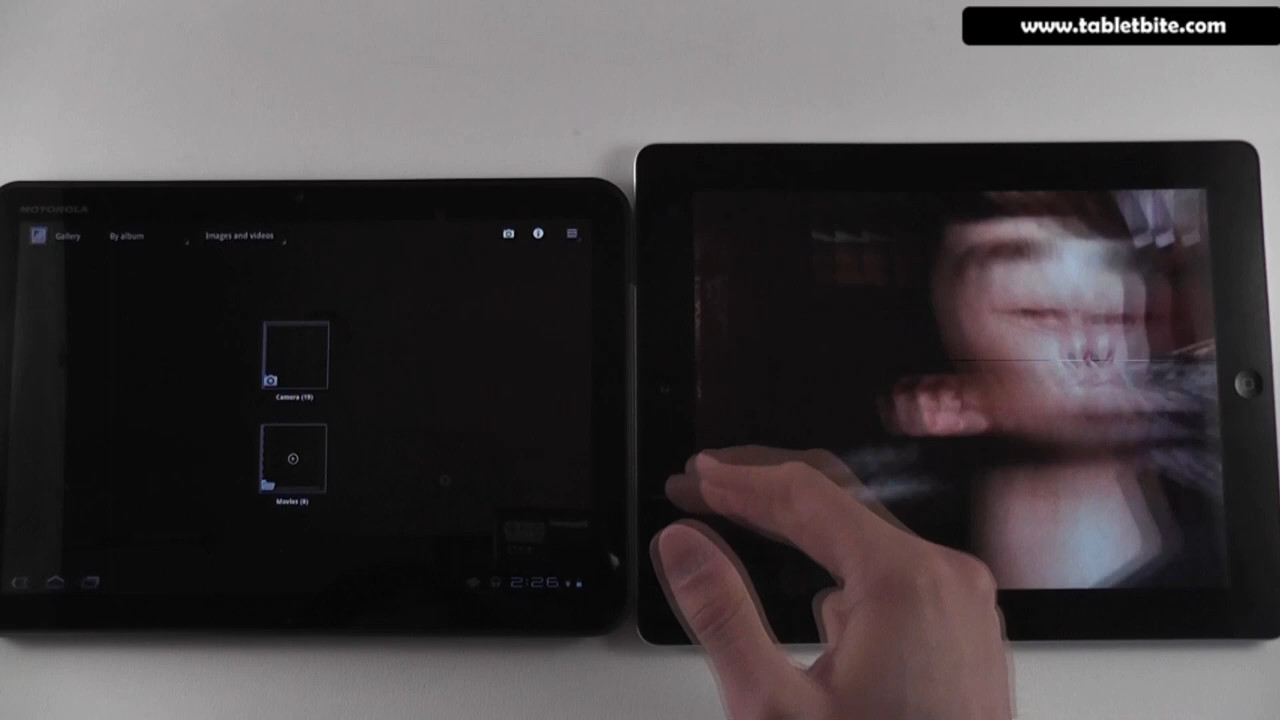 www.tabletbite.com
MOTOROLA
Gallery By album Images and videos
Camera (19)
Movies (8)
2:26